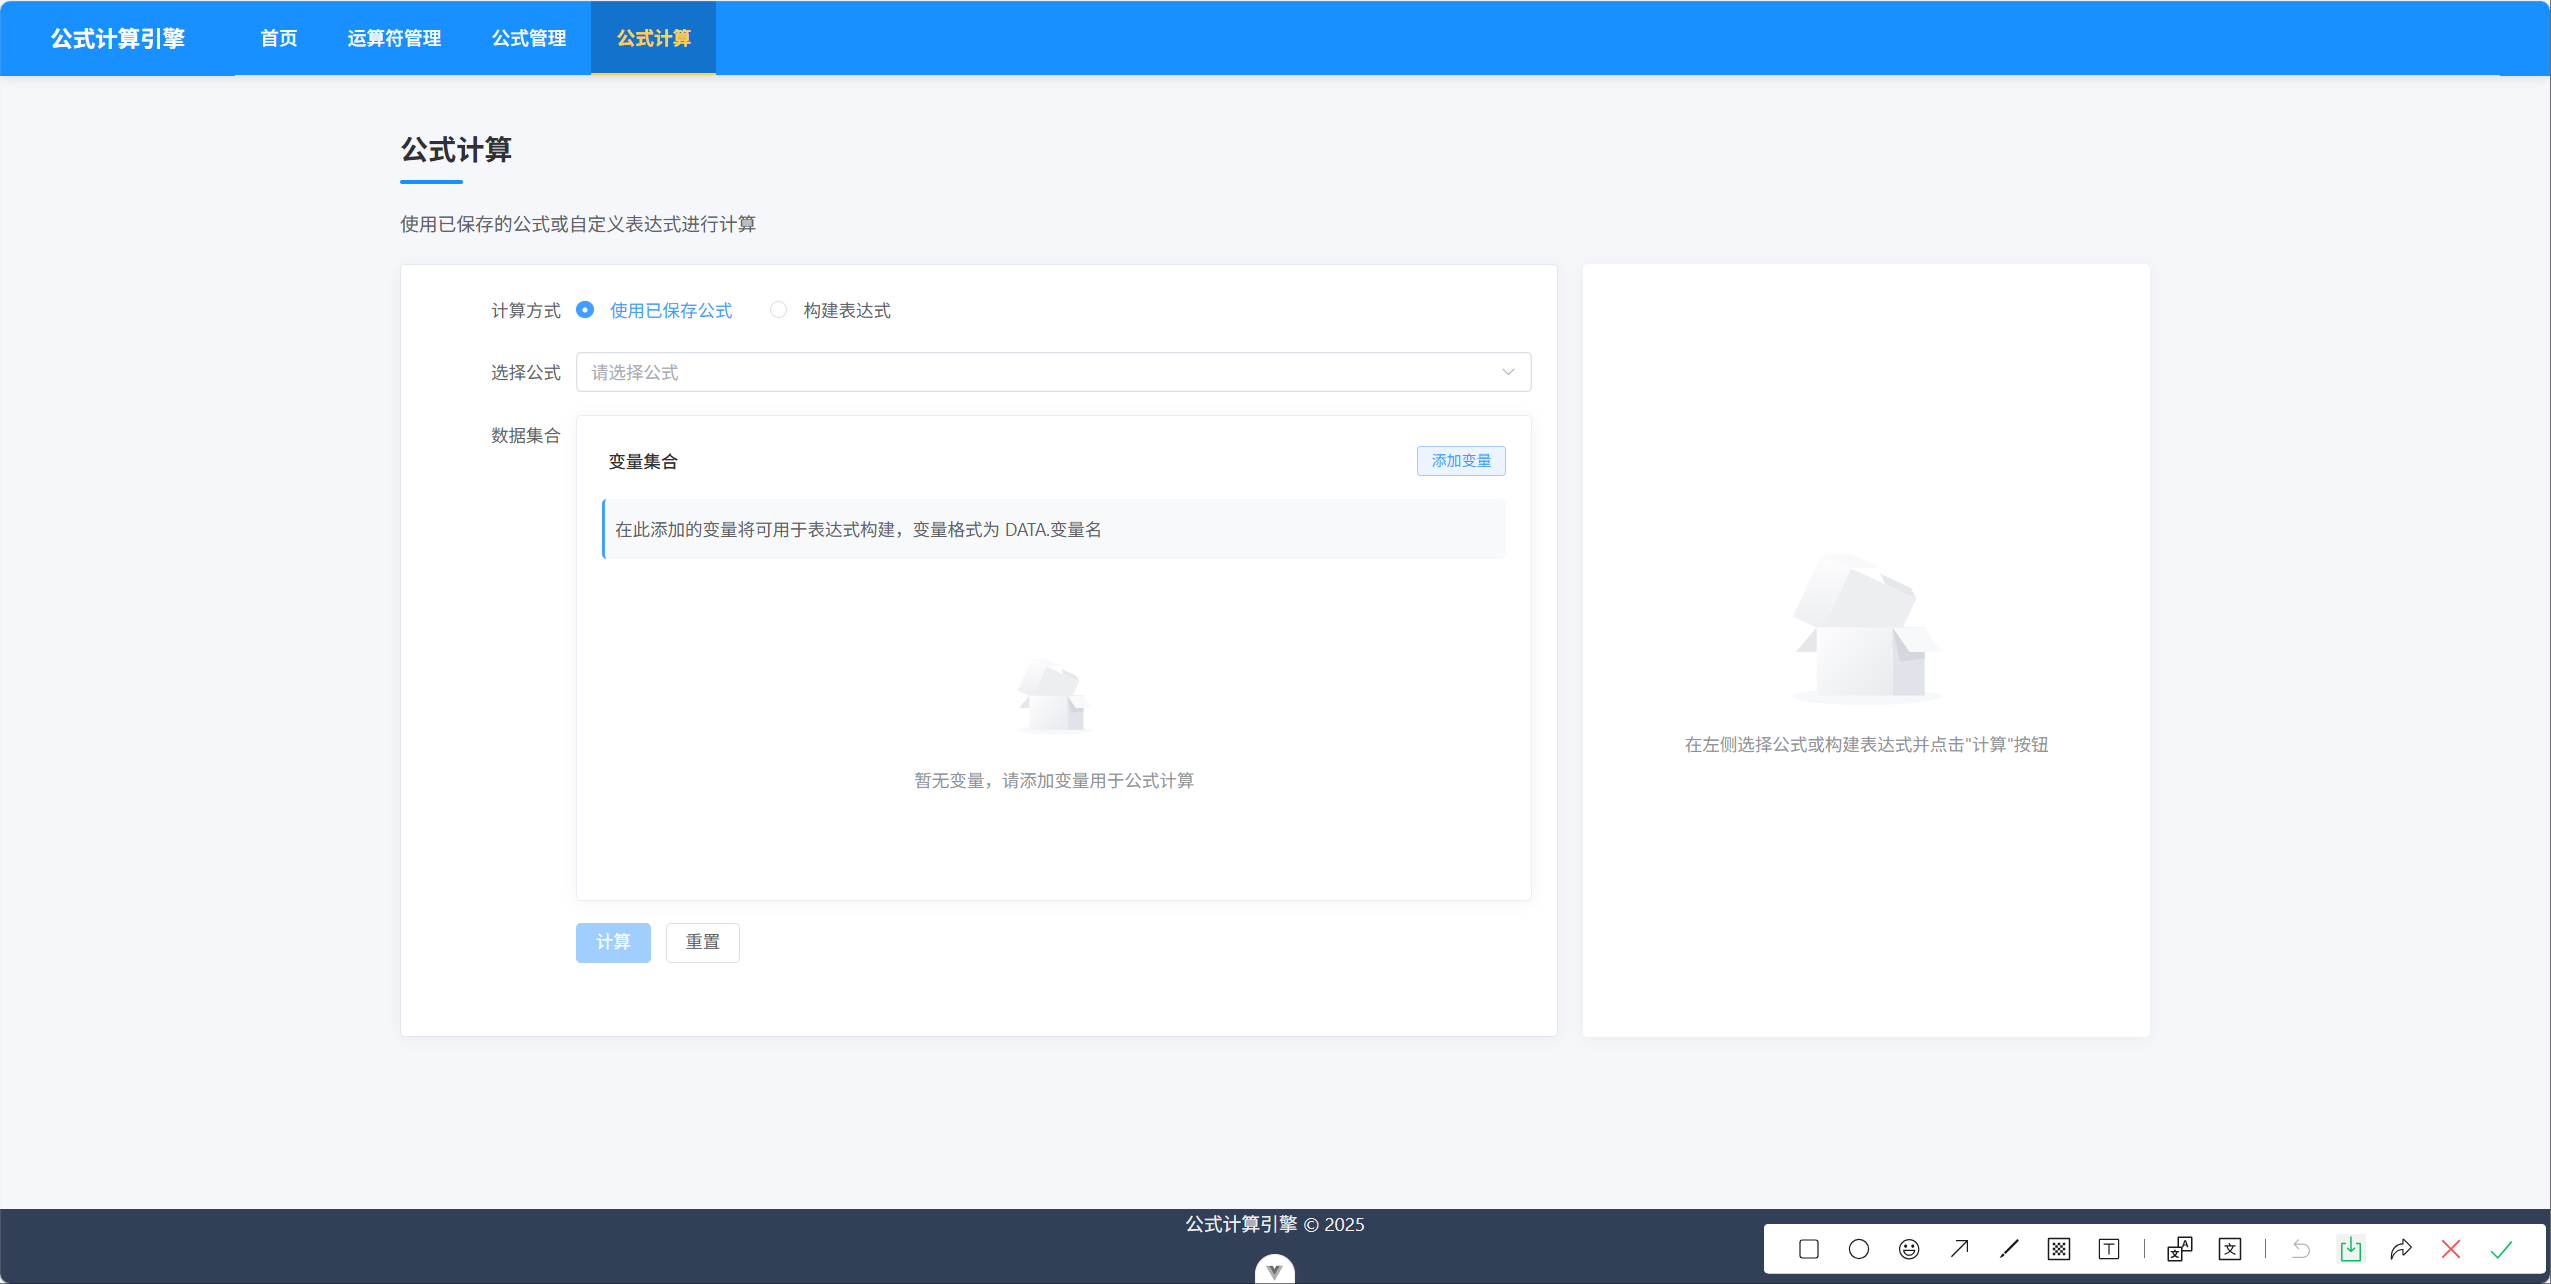 公式计算引擎
首页
运算符管理
公式管理
公式计算
公式计算
使用已保存的公式或自定义表达式进行计算
计算方式
使用已保存公式
构建表达式
选择公式
请选择公式
数据集合
变量集合
添加变量
在此添加的变量将可用于表达式构建，变量格式为 DATA.变量名
暂无变量，请添加变量用于公式计算
计算
重置
在左侧选择公式或构建表达式并点击"计算"按钮
公式计算引擎 © 2025